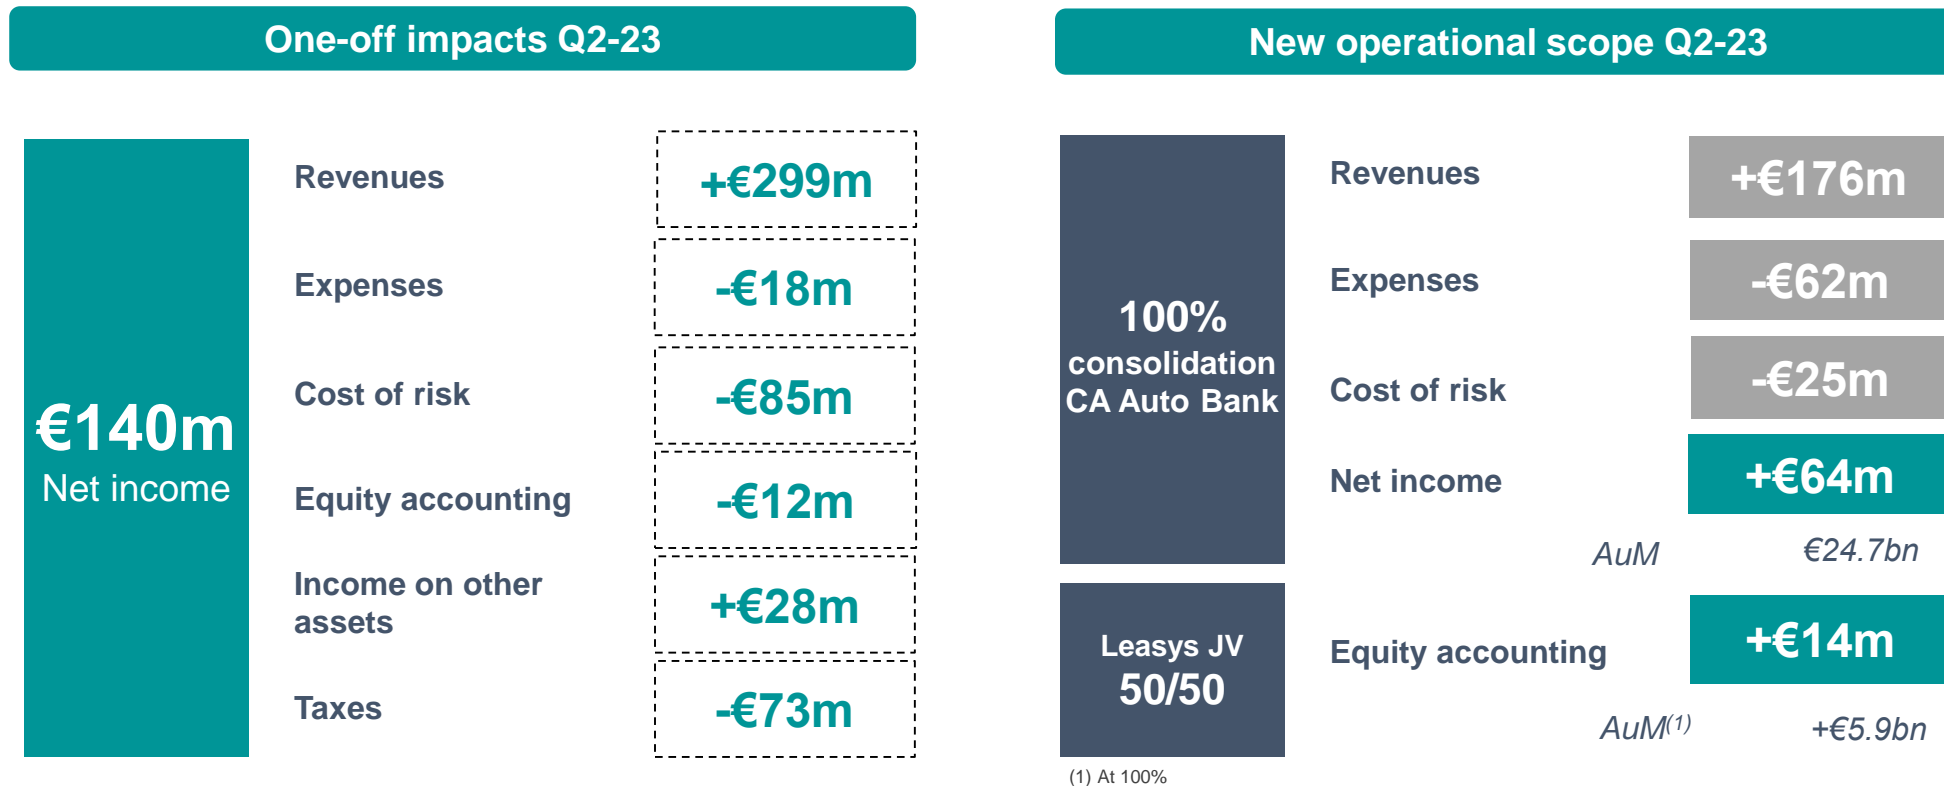 One-off impacts Q2-23
€140m
Net income
Revenues
+€299m
Expenses
-€18m
Cost of risk
-€85m
Equity accounting
-€12m
Income on other
assets
+€28m
Taxes
-€73m
New operational scope Q2-23
100%
consolidation
CA Auto Bank
Revenues
+€176m
Expenses
-€62m
Cost of risk
-€25m
Net income
+€64m
AuM
€24.7bn
Leasys JV
50/50
Equity accounting
+€14m
AuM(1)
+€5.9bn
(1) At 100%